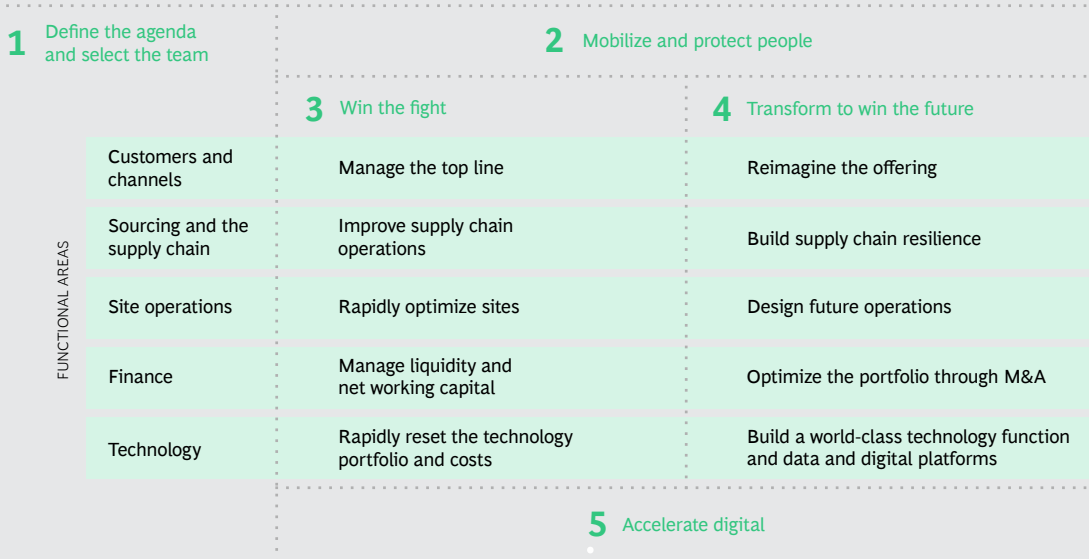 1 Define the agenda
and select the team
2 Mobilize and protect people
3 Win the fight
4 Transform to win the future
FUNCTIONAL AREAS
Customers and
channels
Manage the top line
Reimagine the offering
Sourcing and the
supply chain
Improve supply chain
operations
Build supply chain resilience
Site operations
Rapidly optimize sites
Design future operations
Finance
Manage liquidity and
net working capital
Optimize the portfolio through M&A
Technology
Rapidly reset the technology
portfolio and costs
Build a world-class technology function
and data and digital platforms
5 Accelerate digital